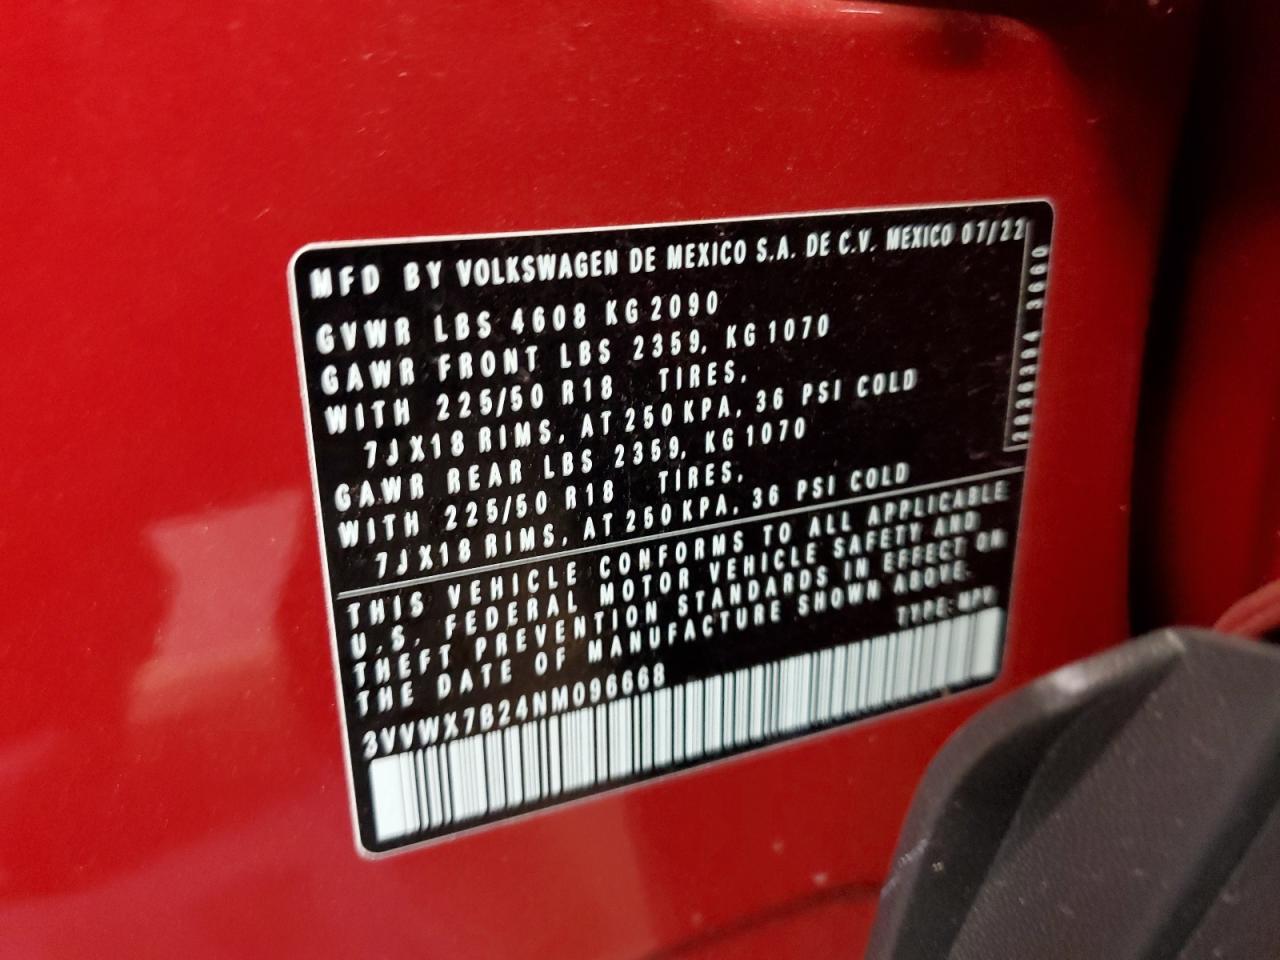 MFD BY VOLKSWAGEN DE MEXICO S.A. DE C.V. MEXICO 07/22
GVWR LBS 4608 KG 2090
GAWR FRONT LBS 2359, KG 1070
WITH 225/50 R18 TIRES,
7JX18 RIMS, AT 250 KPA, 36 PSI COLD
GAWR REAR LBS 2359, KG 1070
WITH 225/50 R18 TIRES,
7JX18 RIMS, AT 250 KPA, 36 PSI COLD
THIS VEHICLE CONFORMS TO ALL APPLICABLE
U.S. FEDERAL MOTOR VEHICLE SAFETY AND
THEFT PREVENTION STANDARDS IN EFFECT ON
THE DATE OF MANUFACTURE SHOWN ABOVE.
TYPE: MPV
3VVWX7B24NM096668